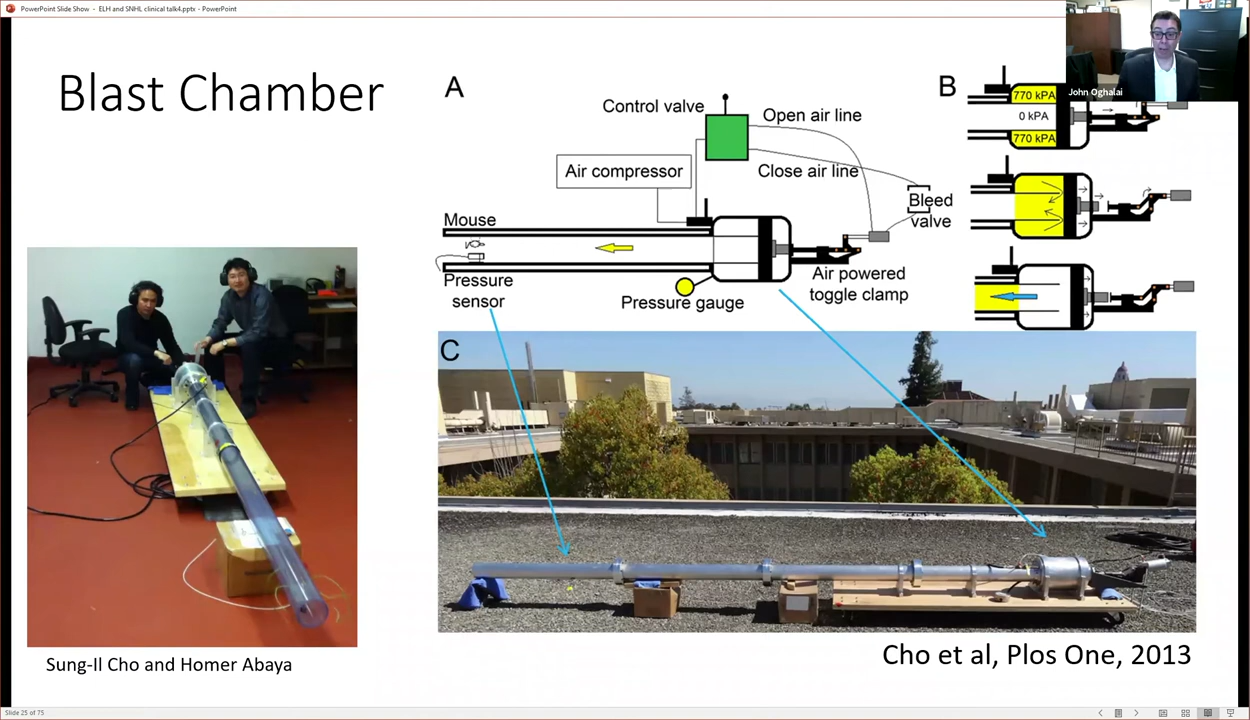 PowerPoint Slide Show - ELH and SNHL clinical talk4.pptx - PowerPoint
John Oghalai
Blast Chamber
A
Control valve
Open air line
Air compressor
Close air line
Bleed
valve
Mouse
Pressure
sensor
Pressure gauge
Air powered
toggle clamp
B
770 kPA
0 kPA
770 kPA
C
Sung-Il Cho and Homer Abaya
Cho et al, Plos One, 2013
Slide 25 of 75